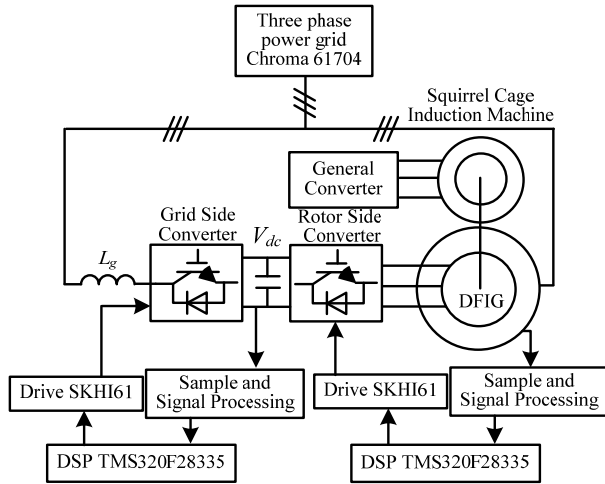 Three phase
power grid
Chroma 61704
Squirrel Cage
Induction Machine
General
Converter
Grid Side
Converter
V_dc
Rotor Side
Converter
L_g
DFIG
Drive SKHI61
Sample and
Signal Processing
Drive SKHI61
Sample and
Signal Processing
DSP TMS320F28335
DSP TMS320F28335